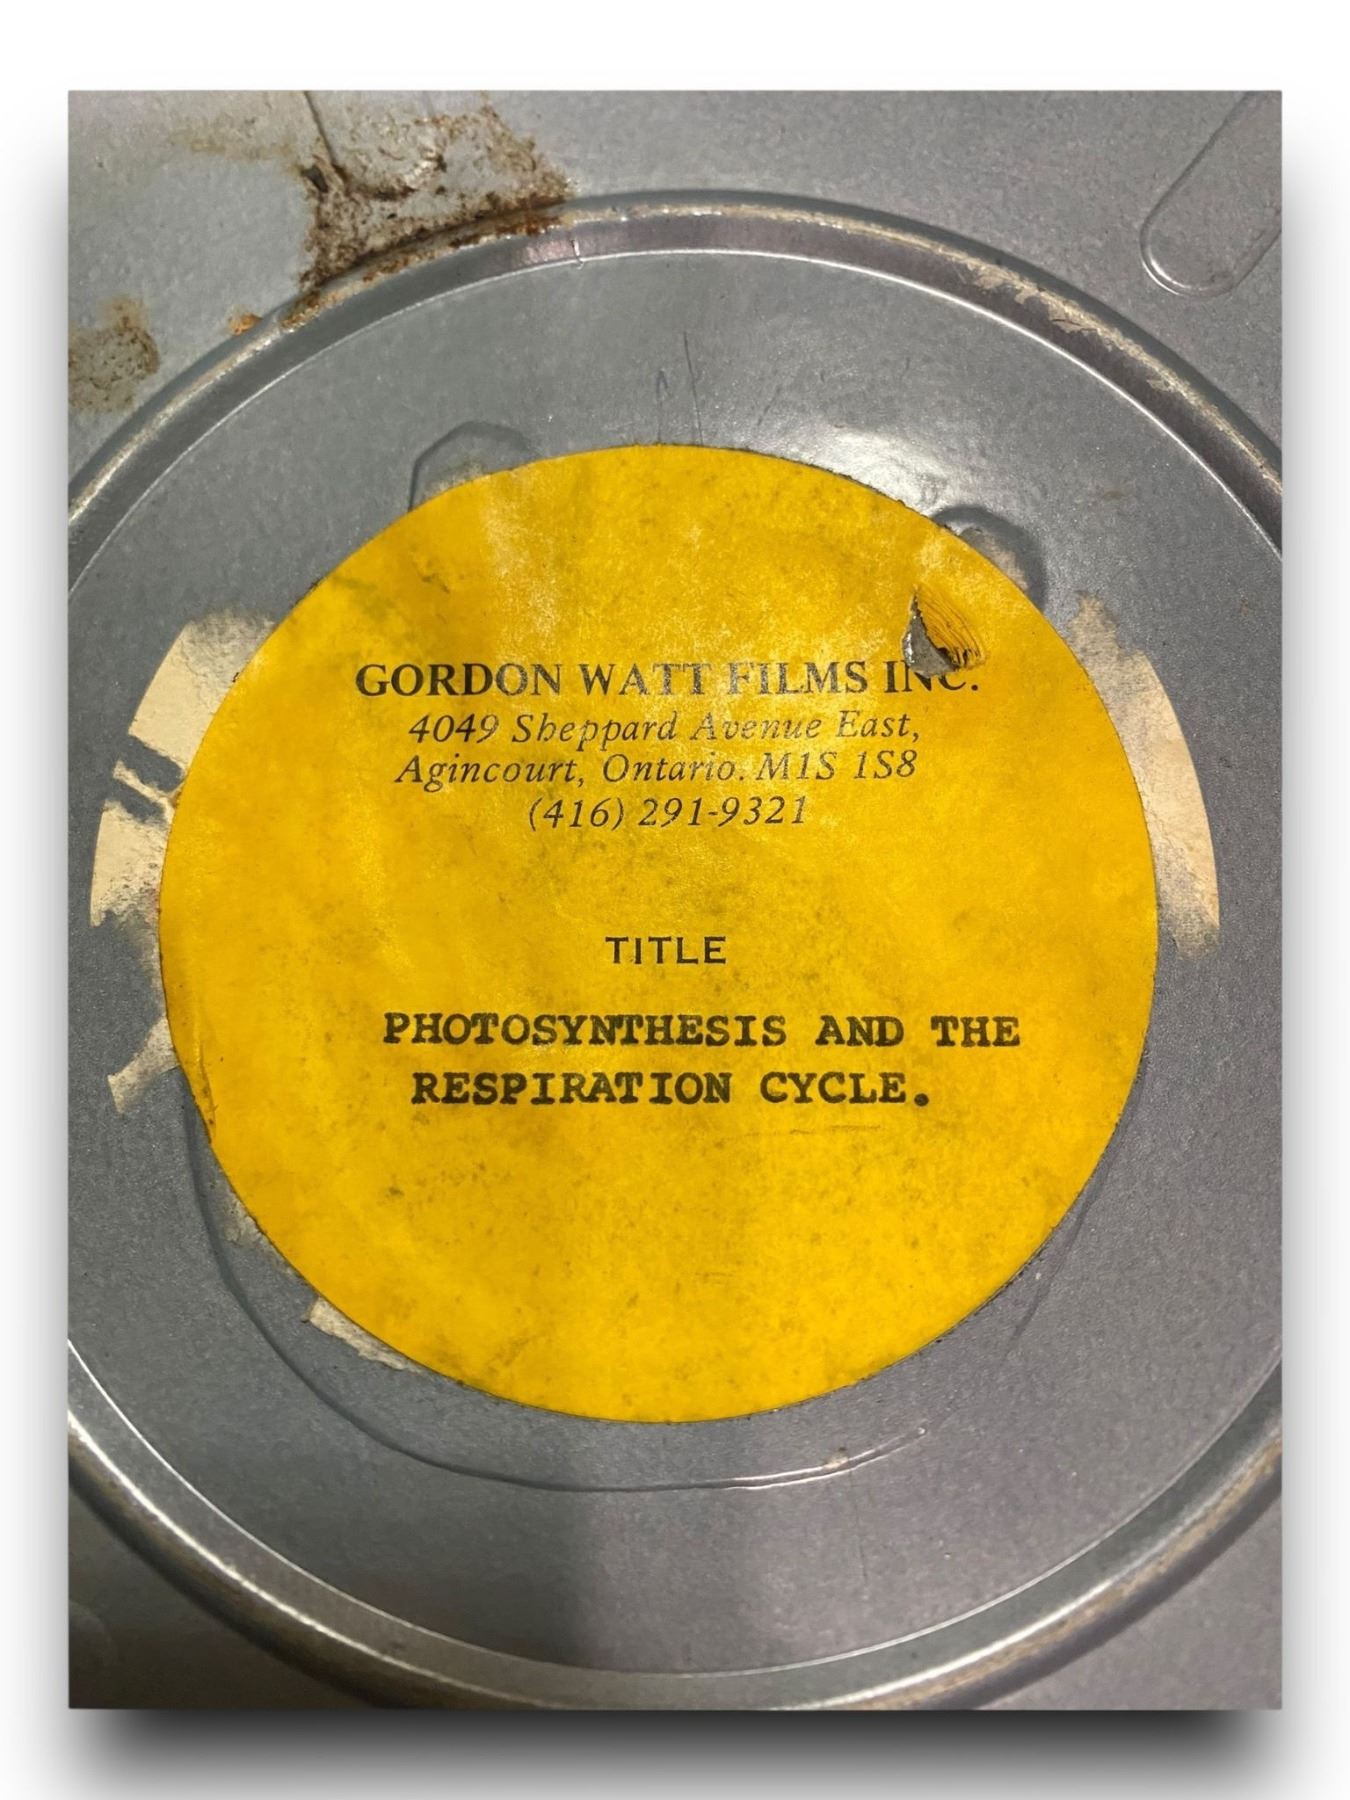 GORDON WATT FILMS INC.
4049 Sheppard Avenue East,
Agincourt, Ontario. M1S 1S8
(416) 291-9321
TITLE
PHOTOSYNTHESIS AND THE
RESPIRATION CYCLE.